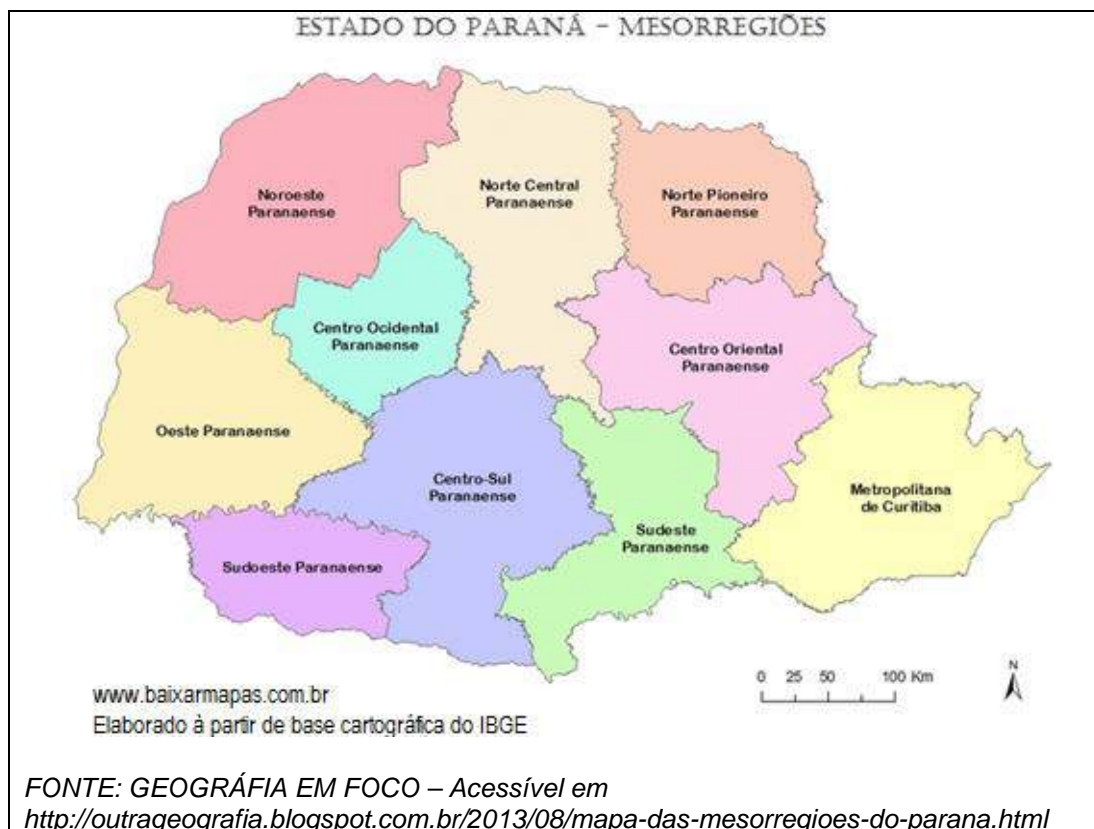 ESTADO DO PARANÁ - MESORREGIÕES
Noroeste
Paranaense
Norte Central
Paranaense
Norte Pioneiro
Paranaense
Centro Ocidental
Paranaense
Centro Oriental
Paranaense
Oeste Paranaense
Centro-Sul
Paranaense
Metropolitana
de Curitiba
Sudeste
Paranaense
Sudoeste Paranaense
0 25 50 100 Km
N
www.baixarmapas.com.br
Elaborado à partir de base cartográfica do IBGE
FONTE: GEOGRÁFIA EM FOCO – Acessível em
http://outrageografia.blogspot.com.br/2013/08/mapa-das-mesorregioes-do-parana.html